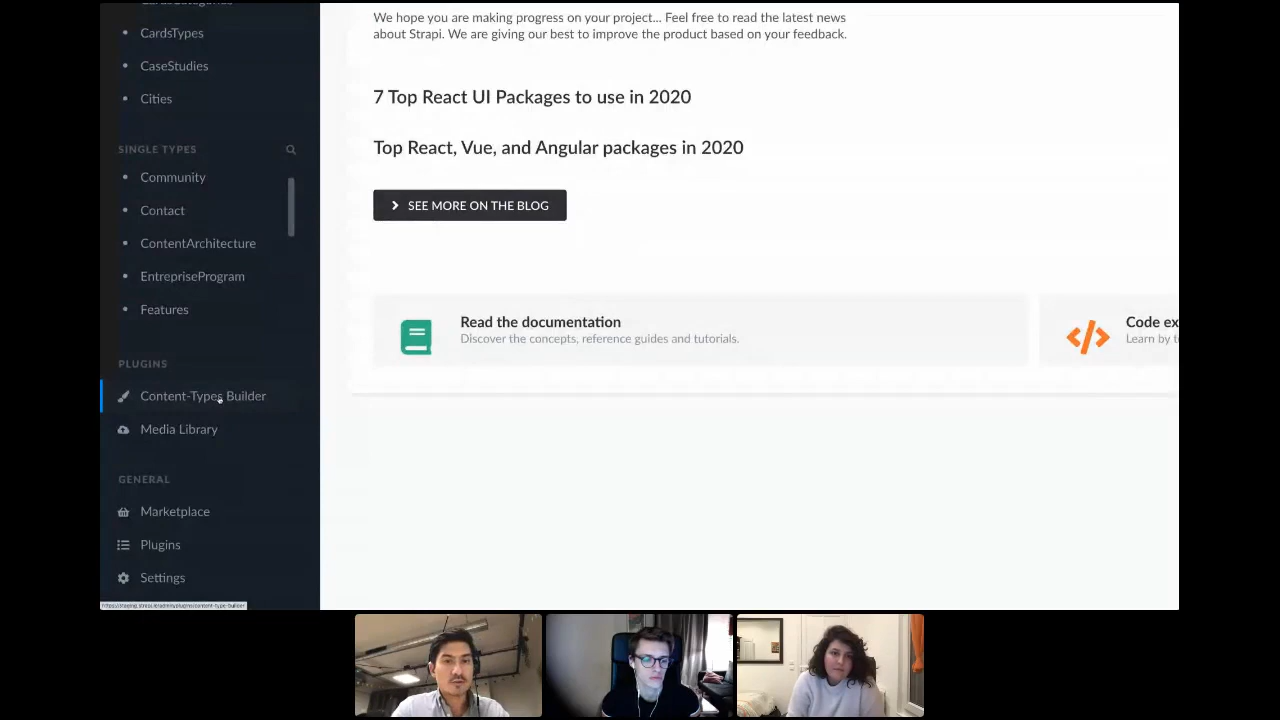 CardsTypes
CaseStudies
Cities
SINGLE TYPES
Community
Contact
ContentArchitecture
EntrepriseProgram
Features
PLUGINS
Content-Types Builder
Media Library
GENERAL
Marketplace
Plugins
Settings
We hope you are making progress on your project... Feel free to read the latest news
about Strapi. We are giving our best to improve the product based on your feedback.
7 Top React UI Packages to use in 2020
Top React, Vue, and Angular packages in 2020
SEE MORE ON THE BLOG
Read the documentation
Discover the concepts, reference guides and tutorials.
Code ex
Learn by t